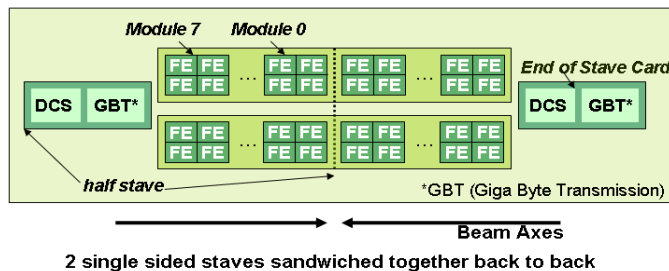 Module 7 Module 0
FE FE FE FE FE FE FE FE
... ...
FE FE FE FE FE FE FE FE
End of Stave Card
DCS GBT* DCS GBT*
FE FE FE FE FE FE FE FE
... ...
FE FE FE FE FE FE FE FE
half stave
*GBT (Giga Byte Transmission)
Beam Axes
2 single sided staves sandwiched together back to back